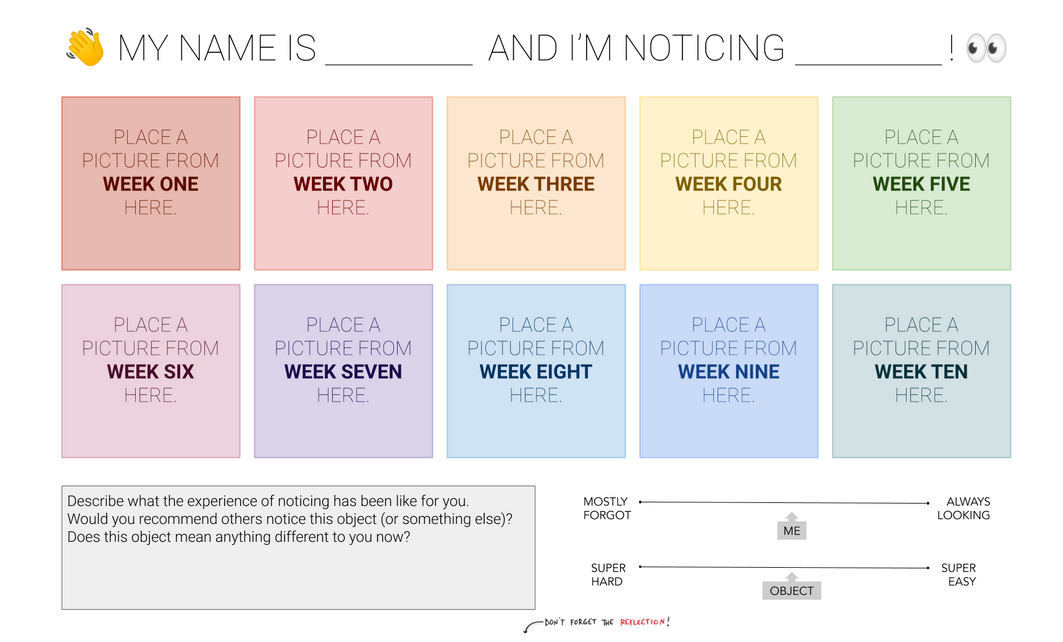 MY NAME IS __________ AND I'M NOTICING __________!
PLACE A
PICTURE FROM
WEEK ONE
HERE.
PLACE A
PICTURE FROM
WEEK TWO
HERE.
PLACE A
PICTURE FROM
WEEK THREE
HERE.
PLACE A
PICTURE FROM
WEEK FOUR
HERE.
PLACE A
PICTURE FROM
WEEK FIVE
HERE.
PLACE A
PICTURE FROM
WEEK SIX
HERE.
PLACE A
PICTURE FROM
WEEK SEVEN
HERE.
PLACE A
PICTURE FROM
WEEK EIGHT
HERE.
PLACE A
PICTURE FROM
WEEK NINE
HERE.
PLACE A
PICTURE FROM
WEEK TEN
HERE.
Describe what the experience of noticing has been like for you.
Would you recommend others notice this object (or something else)?
Does this object mean anything different to you now?
MOSTLY
FORGOT
ALWAYS
LOOKING
ME
SUPER
HARD
SUPER
EASY
OBJECT
DON'T FORGET THE REFLECTION!